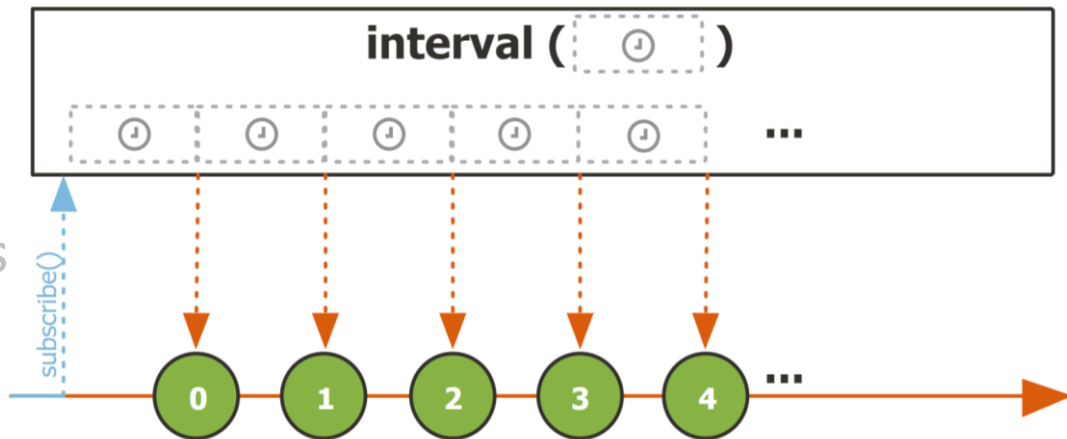 interval ( )
...
s
subscribe()
...
0 1 2 3 4